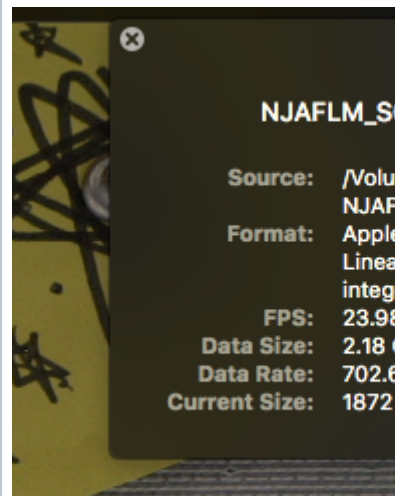 NJAFLM_S
Source: /Volu
NJAF
Format: Apple
Linea
integ
FPS: 23.98
Data Size: 2.18
Data Rate: 702.6
Current Size: 1872